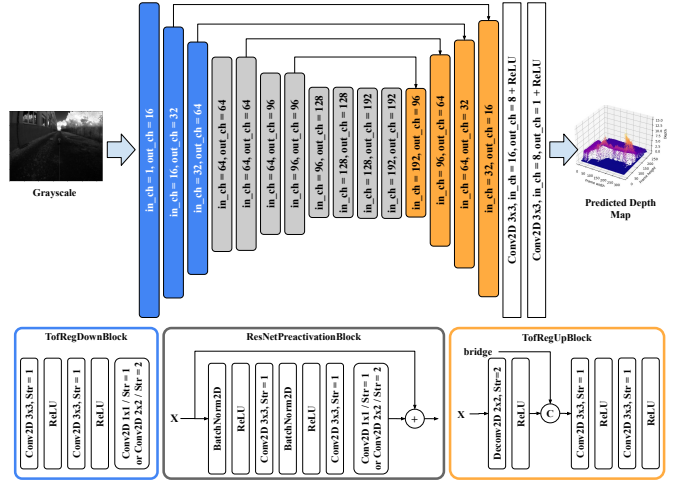 Grayscale
in_ch = 1, out_ch = 16
in_ch = 16, out_ch = 32
in_ch = 32, out_ch = 64
in_ch = 64, out_ch = 64
in_ch = 64, out_ch = 64
in_ch = 64, out_ch = 96
in_ch = 96, out_ch = 96
in_ch = 96, out_ch = 128
in_ch = 128, out_ch = 128
in_ch = 128, out_ch = 192
in_ch = 192, out_ch = 192
in_ch = 192, out_ch = 96
in_ch = 96, out_ch = 64
in_ch = 64, out_ch = 32
in_ch = 32, out_ch = 16
Conv2D 3x3, in_ch = 16, out_ch = 8 + ReLU
Conv2D 3x3, in_ch = 8, out_ch = 1 + ReLU
Predicted Depth
Map
TofRegDownBlock
Conv2D 3x3, Str = 1
ReLU
Conv2D 3x3, Str = 1
ReLU
Conv2D 1x1 / Str = 1
or Conv2D 2x2 / Str = 2
ResNetPreactivationBlock
X
BatchNorm2D
ReLU
Conv2D 3x3, Str = 1
BatchNorm2D
ReLU
Conv2D 3x3, Str = 1
Conv2D 1x1 / Str = 1
or Conv2D 2x2 / Str = 2
+
TofRegUpBlock
bridge
X
Deconv2D 2x2, Str=2
ReLU
C
Conv2D 3x3, Str = 1
ReLU
Conv2D 3x3, Str = 1
ReLU